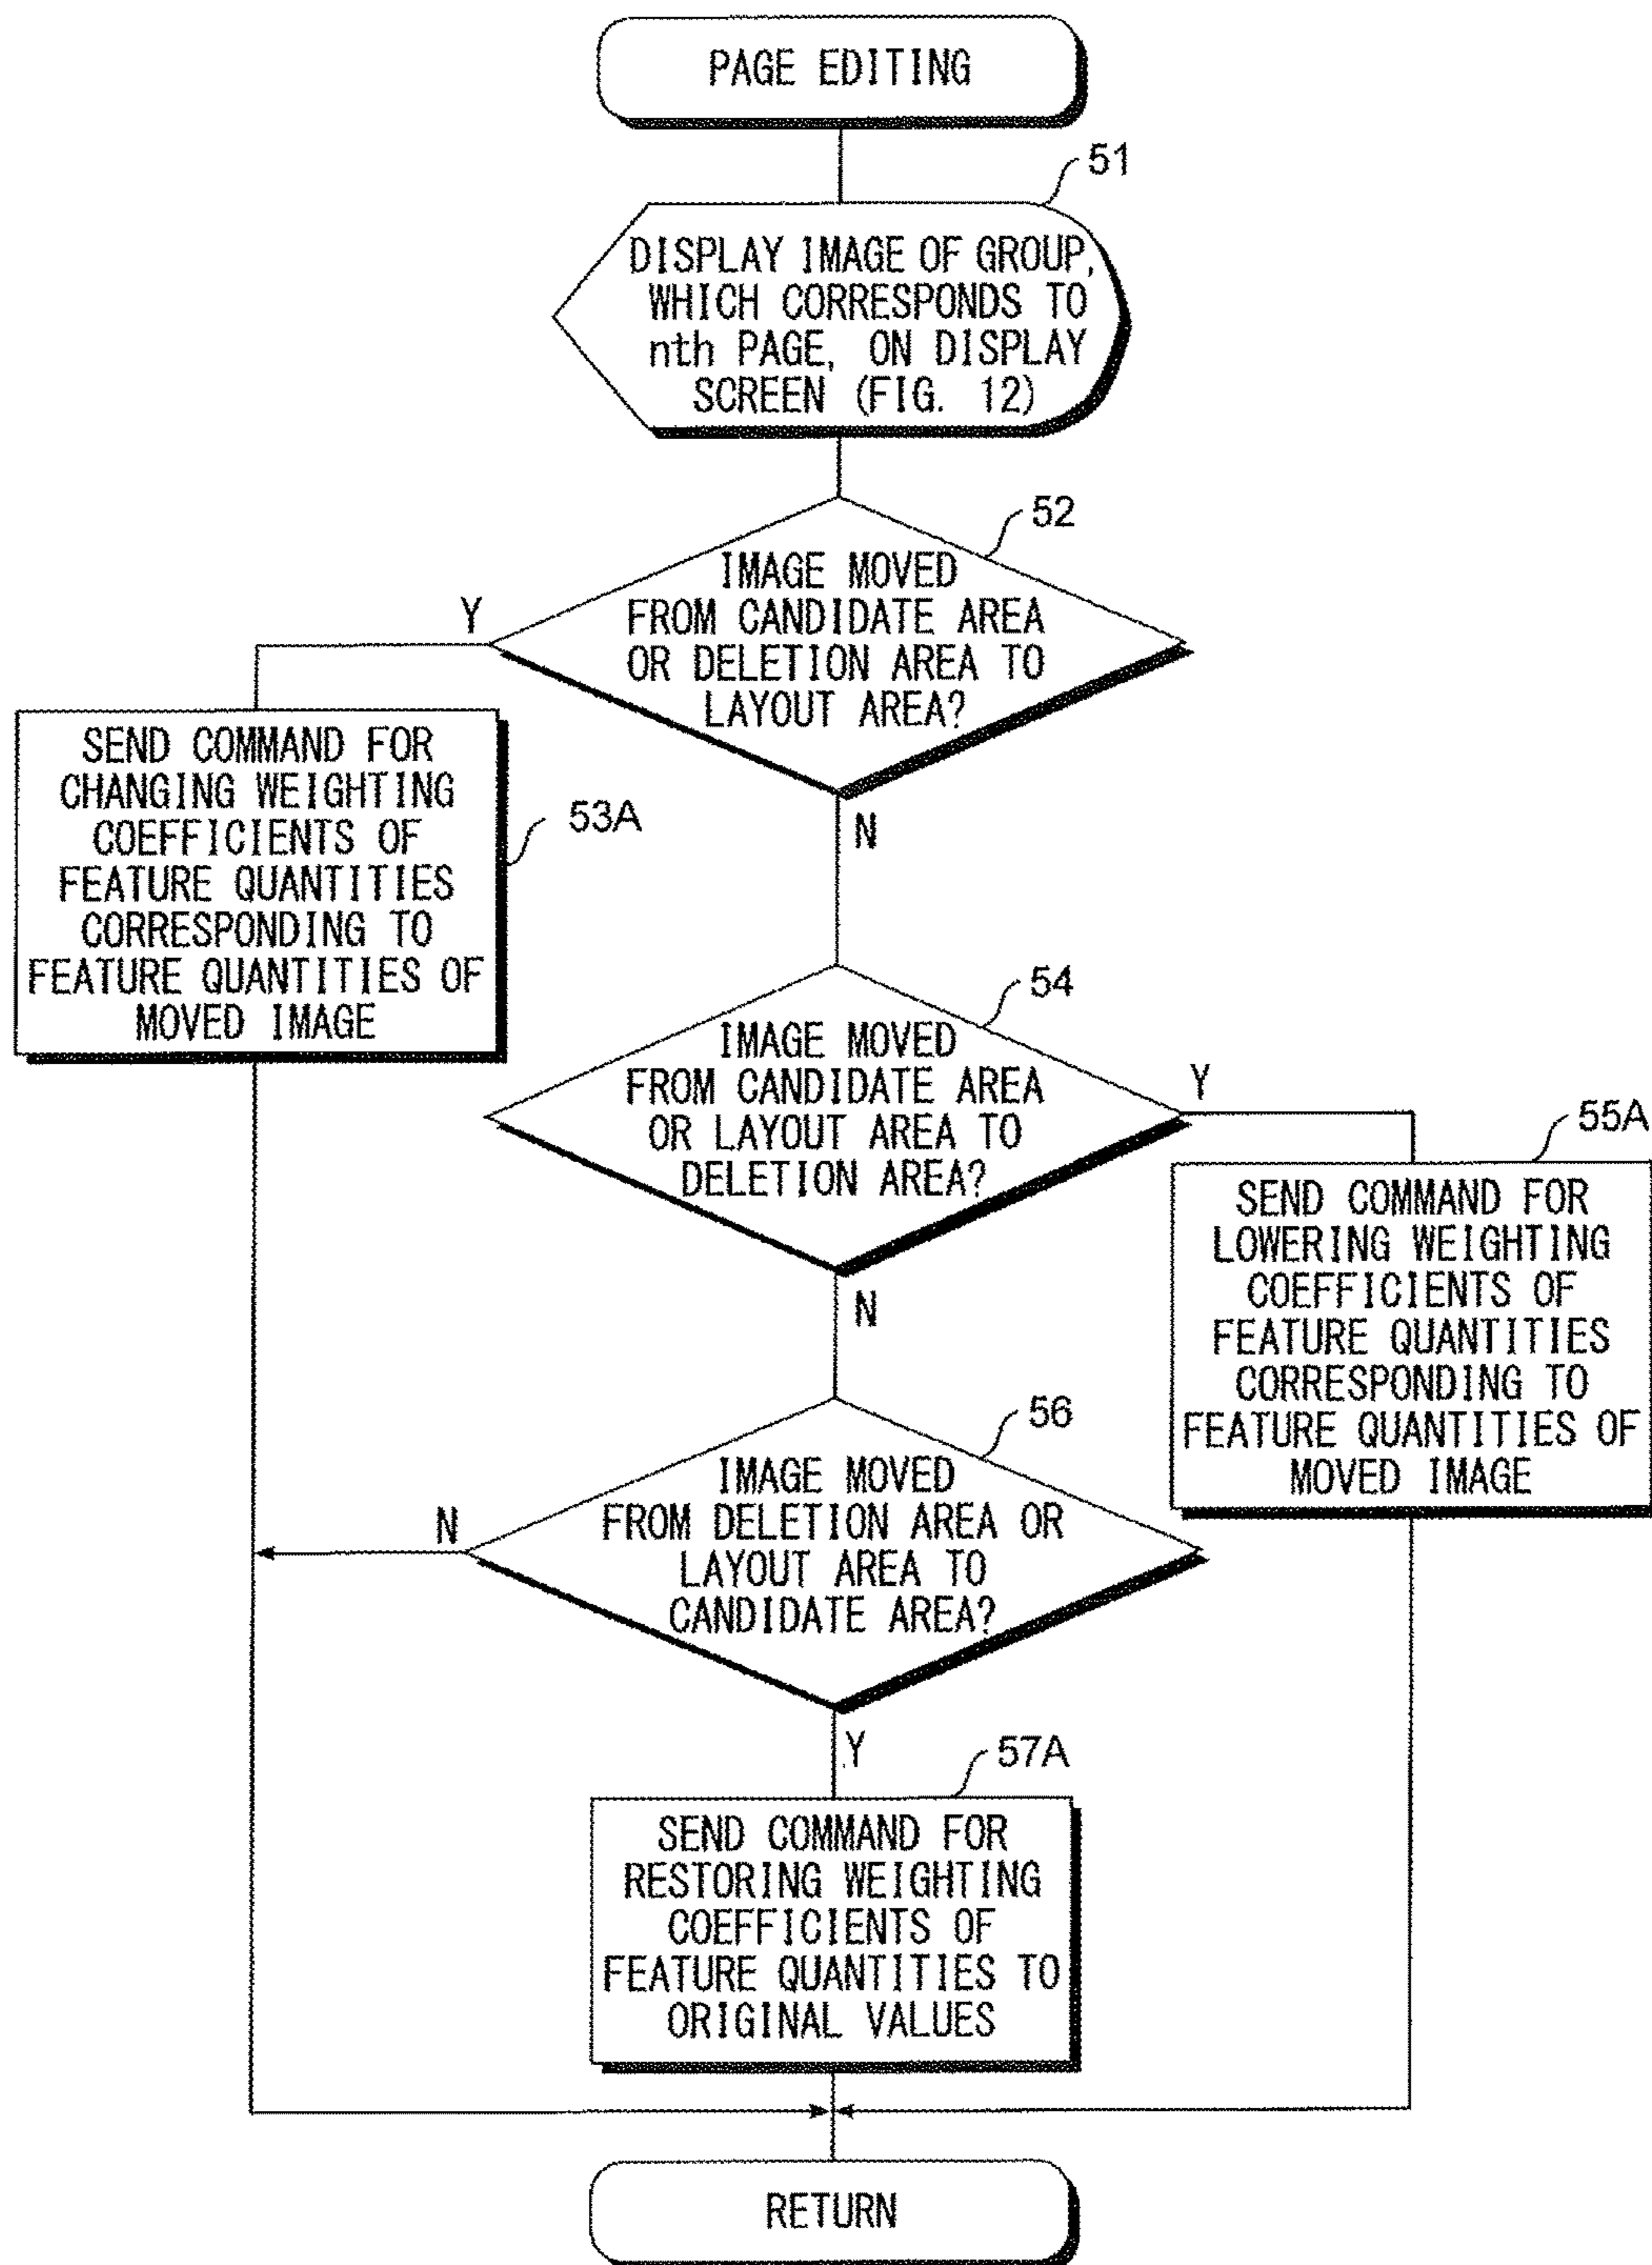 PAGE EDITING
51
DISPLAY IMAGE OF GROUP,
WHICH CORRESPONDS TO
nth PAGE, ON DISPLAY
SCREEN (FIG. 12)
52
IMAGE MOVED
FROM CANDIDATE AREA
OR DELETION AREA TO
LAYOUT AREA?
Y
N
53A
SEND COMMAND FOR
CHANGING WEIGHTING
COEFFICIENTS OF
FEATURE QUANTITIES
CORRESPONDING TO
FEATURE QUANTITIES OF
MOVED IMAGE
54
IMAGE MOVED
FROM CANDIDATE AREA
OR LAYOUT AREA TO
DELETION AREA?
Y
N
55A
SEND COMMAND FOR
LOWERING WEIGHTING
COEFFICIENTS OF
FEATURE QUANTITIES
CORRESPONDING TO
FEATURE QUANTITIES OF
MOVED IMAGE
56
IMAGE MOVED
FROM DELETION AREA OR
LAYOUT AREA TO
CANDIDATE AREA?
N
Y
57A
SEND COMMAND FOR
RESTORING WEIGHTING
COEFFICIENTS OF
FEATURE QUANTITIES TO
ORIGINAL VALUES
RETURN